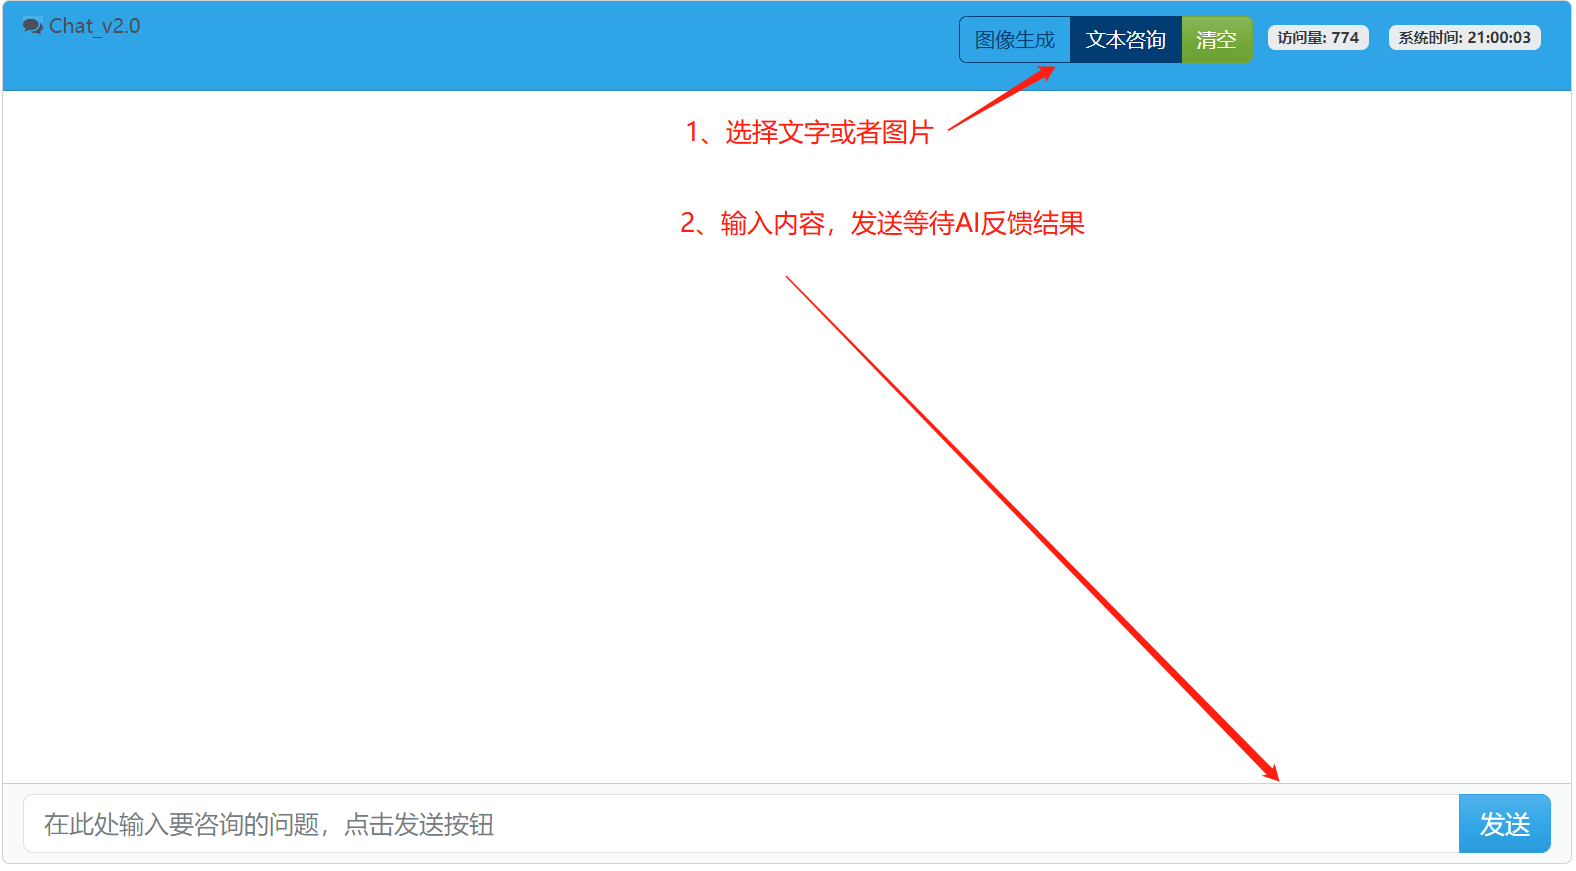 Chat_v2.0
图像生成 文本咨询 清空 访问量: 774 系统时间: 21:00:03
1、选择文字或者图片
2、输入内容，发送等待AI反馈结果
在此处输入要咨询的问题，点击发送按钮 发送